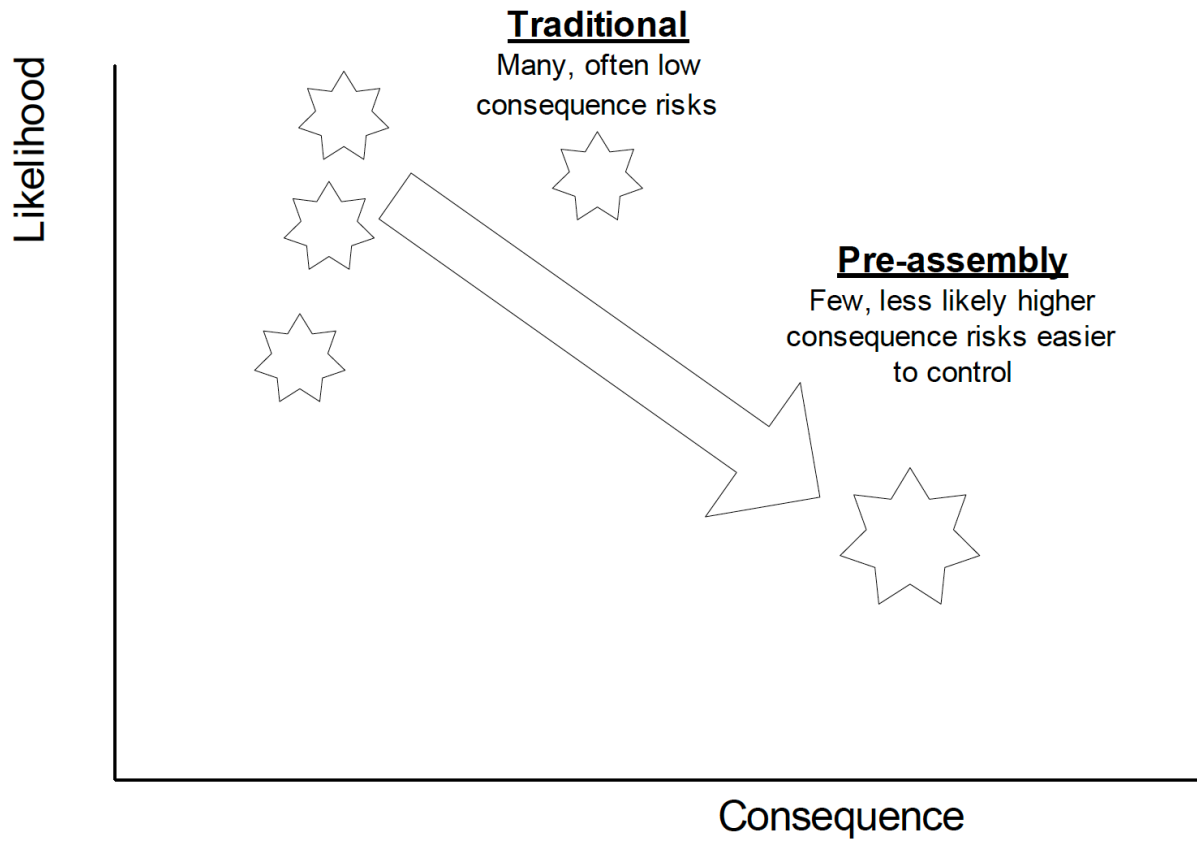 Traditional
Many, often low
consequence risks
Likelihood
Pre-assembly
Few, less likely higher
consequence risks easier
to control
Consequence